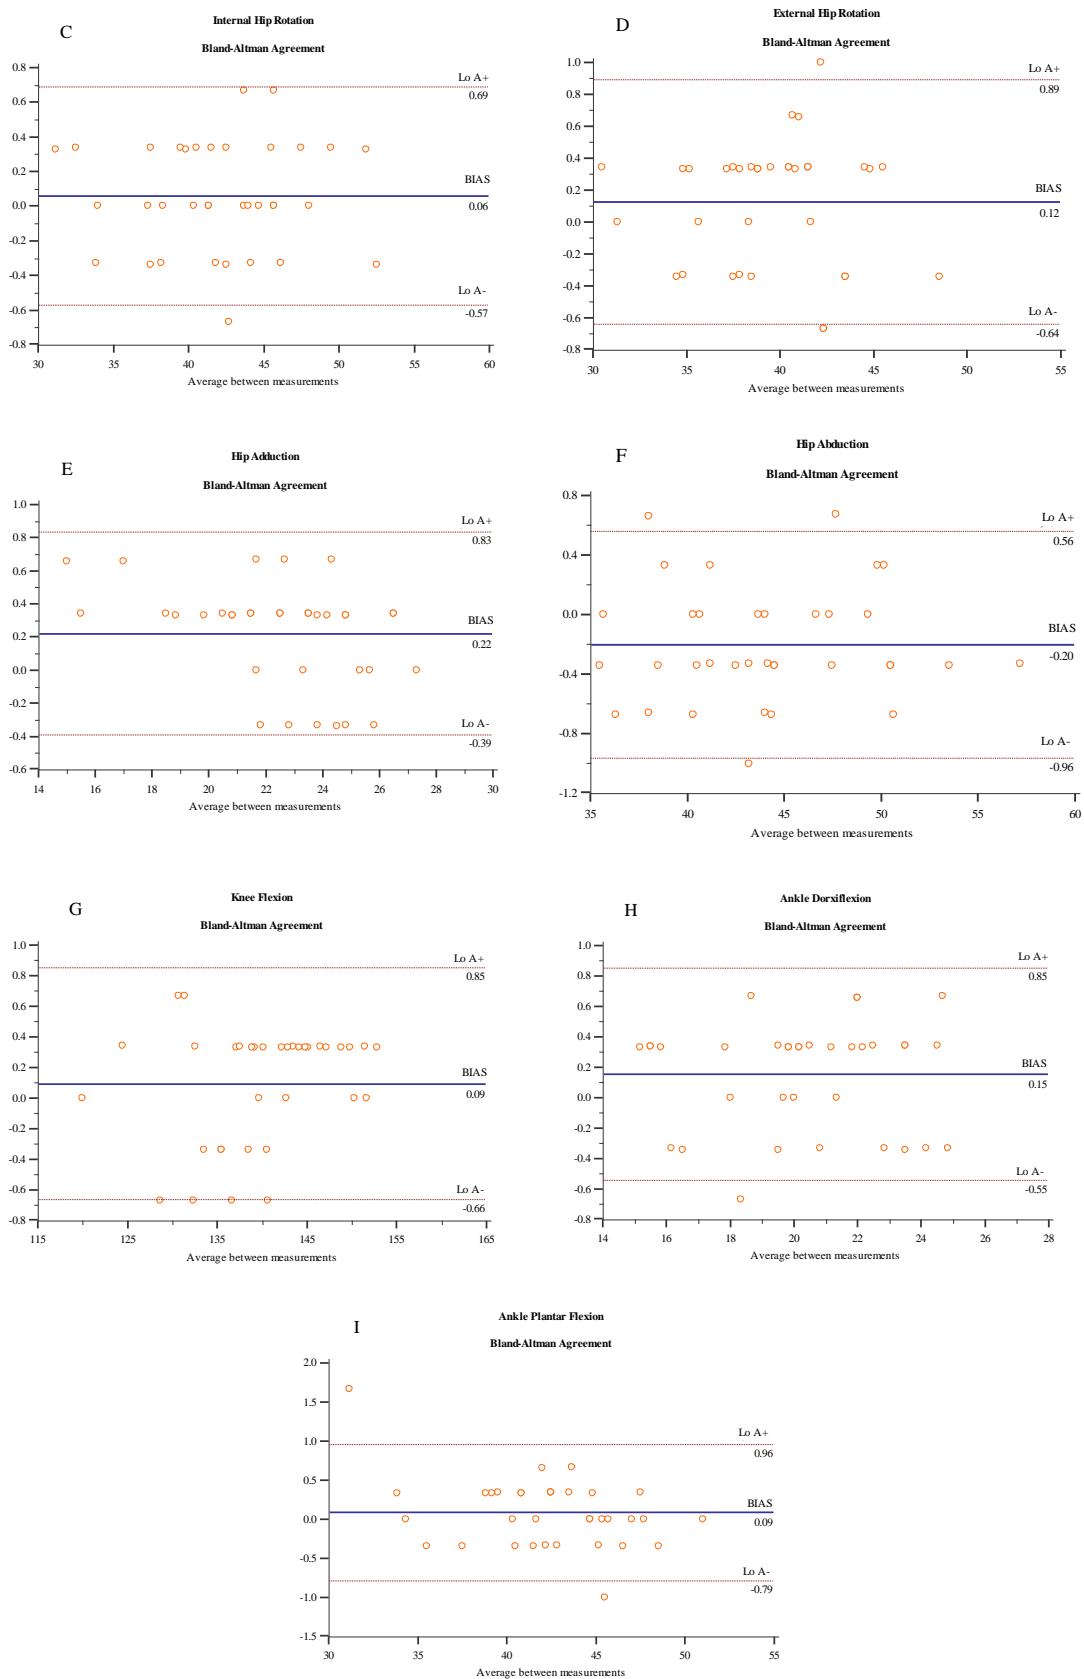 C
Internal Hip Rotation
Bland-Altman Agreement
0.8
0.6
0.4
0.2
0.0
-0.2
-0.4
-0.6
-0.8
Lo A+
0.69
BIAS
0.06
Lo A-
-0.57
30 35 40 45 50 55 60
Average between measurements
D
External Hip Rotation
Bland-Altman Agreement
1.0
0.8
0.6
0.4
0.2
0.0
-0.2
-0.4
-0.6
-0.8
Lo A+
0.89
BIAS
0.12
Lo A-
-0.64
30 35 40 45 50 55
Average between measurements
E
Hip Adduction
Bland-Altman Agreement
1.0
0.8
0.6
0.4
0.2
0.0
-0.2
-0.4
-0.6
Lo A+
0.83
BIAS
0.22
Lo A-
-0.39
14 16 18 20 22 24 26 28 30
Average between measurements
F
Hip Abduction
Bland-Altman Agreement
0.8
0.4
0.0
-0.4
-0.8
-1.2
Lo A+
0.56
BIAS
-0.20
Lo A-
-0.96
35 40 45 50 55 60
Average between measurements
G
Knee Flexion
Bland-Altman Agreement
1.0
0.8
0.6
0.4
0.2
0.0
-0.2
-0.4
-0.6
-0.8
Lo A+
0.85
BIAS
0.09
Lo A-
-0.66
115 125 135 145 155 165
Average between measurements
H
Ankle Dorxiflexion
Bland-Altman Agreement
1.0
0.8
0.6
0.4
0.2
0.0
-0.2
-0.4
-0.6
-0.8
Lo A+
0.85
BIAS
0.15
Lo A-
-0.55
14 16 18 20 22 24 26 28
Average between measurements
I
Ankle Plantar Flexion
Bland-Altman Agreement
2.0
1.5
1.0
0.5
0.0
-0.5
-1.0
-1.5
Lo A+
0.96
BIAS
0.09
Lo A-
-0.79
30 35 40 45 50 55
Average between measurements